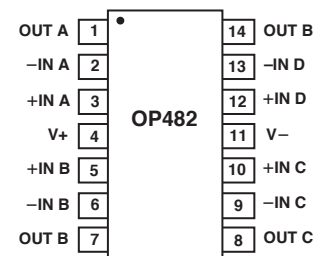 OUT A 1 14 OUT B
−IN A 2 13 −IN D
+IN A 3 12 +IN D
V+ 4 OP482 11 V−
+IN B 5 10 +IN C
−IN B 6 9 −IN C
OUT B 7 8 OUT C